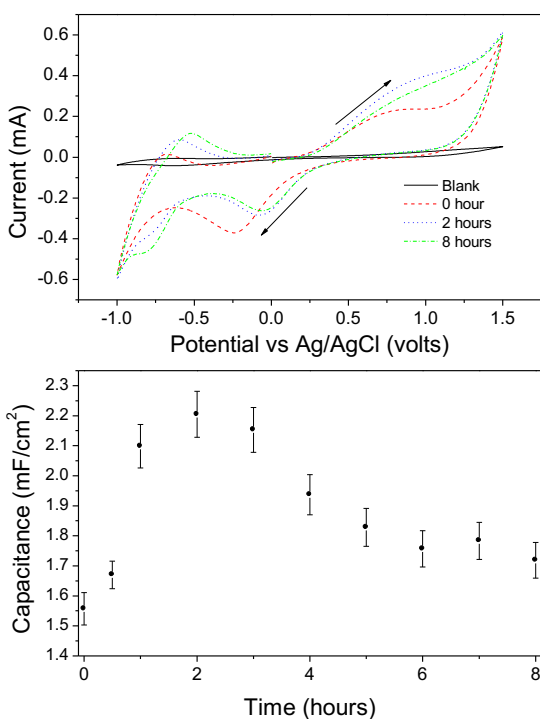 0.6
0.4
0.2
0.0
-0.2
-0.4
-0.6
Current (mA)
Blank
0 hour
2 hours
8 hours
-1.0 -0.5 0.0 0.5 1.0 1.5
Potential vs Ag/AgCl (volts)
2.3
2.2
2.1
2.0
1.9
1.8
1.7
1.6
1.5
1.4
Capacitance (mF/cm²)
0 2 4 6 8
Time (hours)